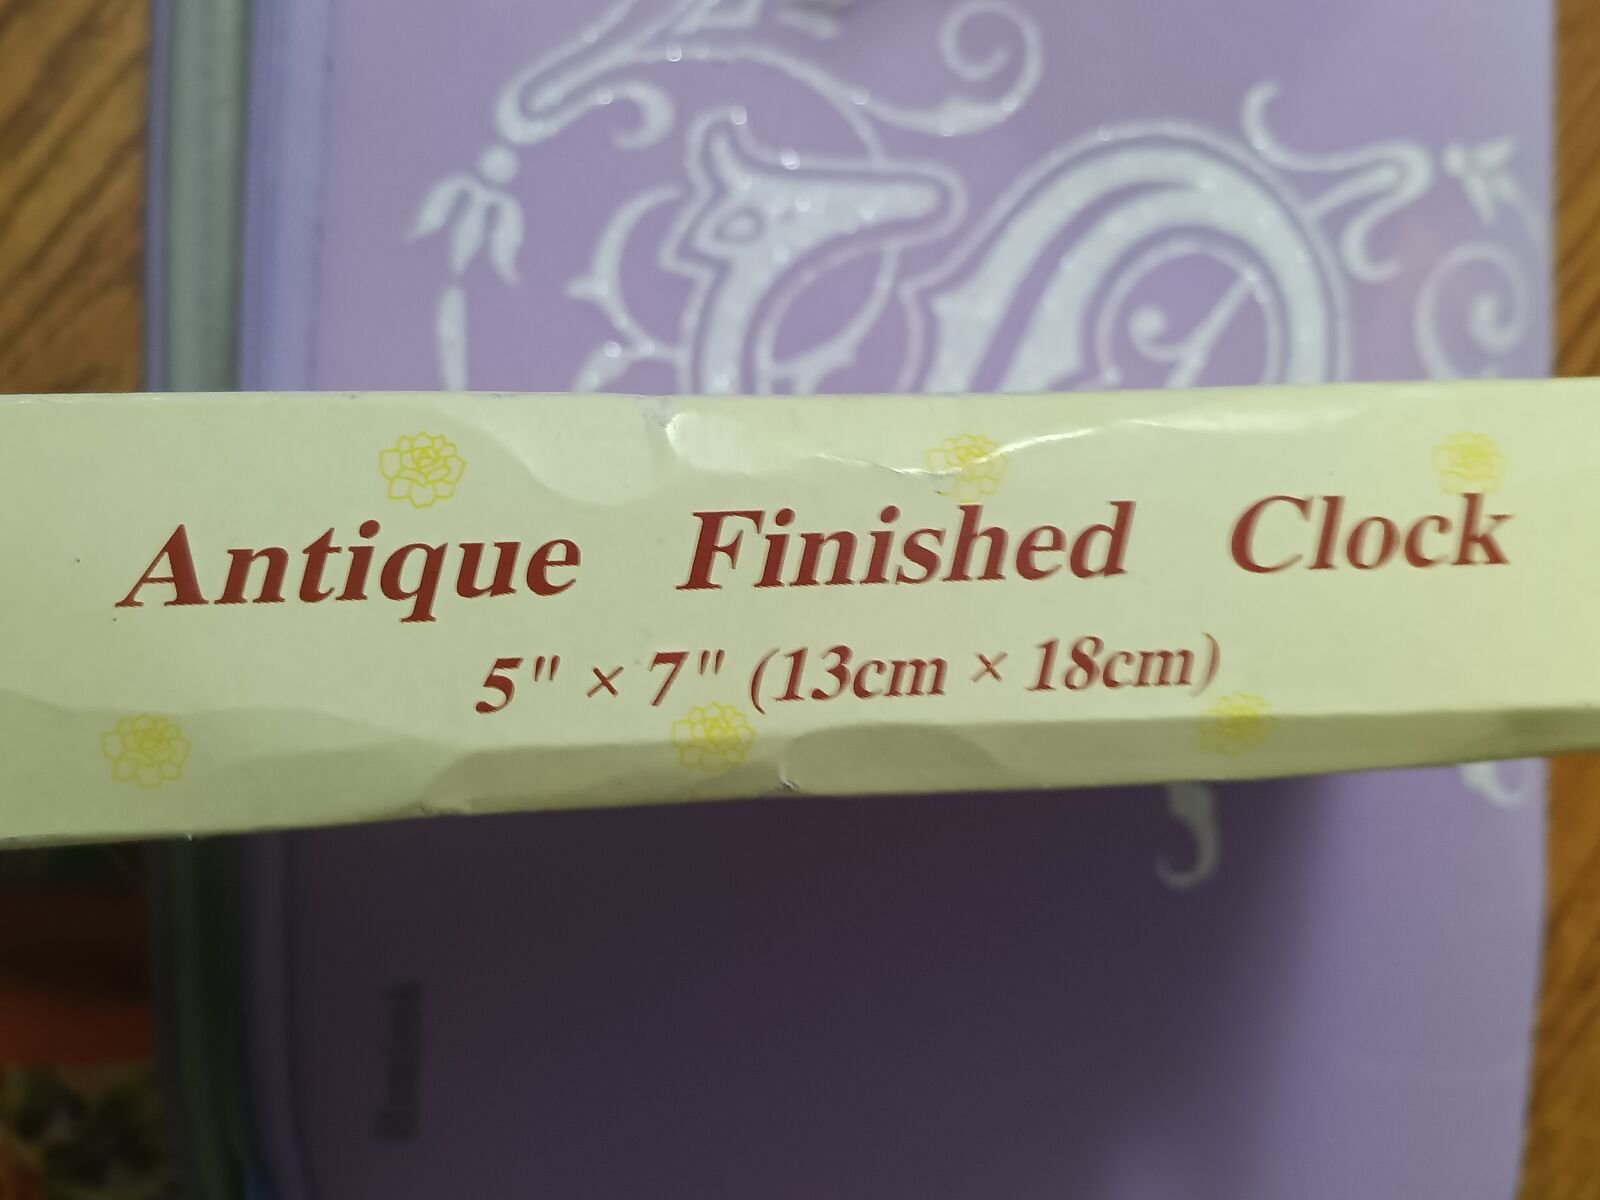 Antique Finished Clock
5" × 7" (13cm × 18cm)